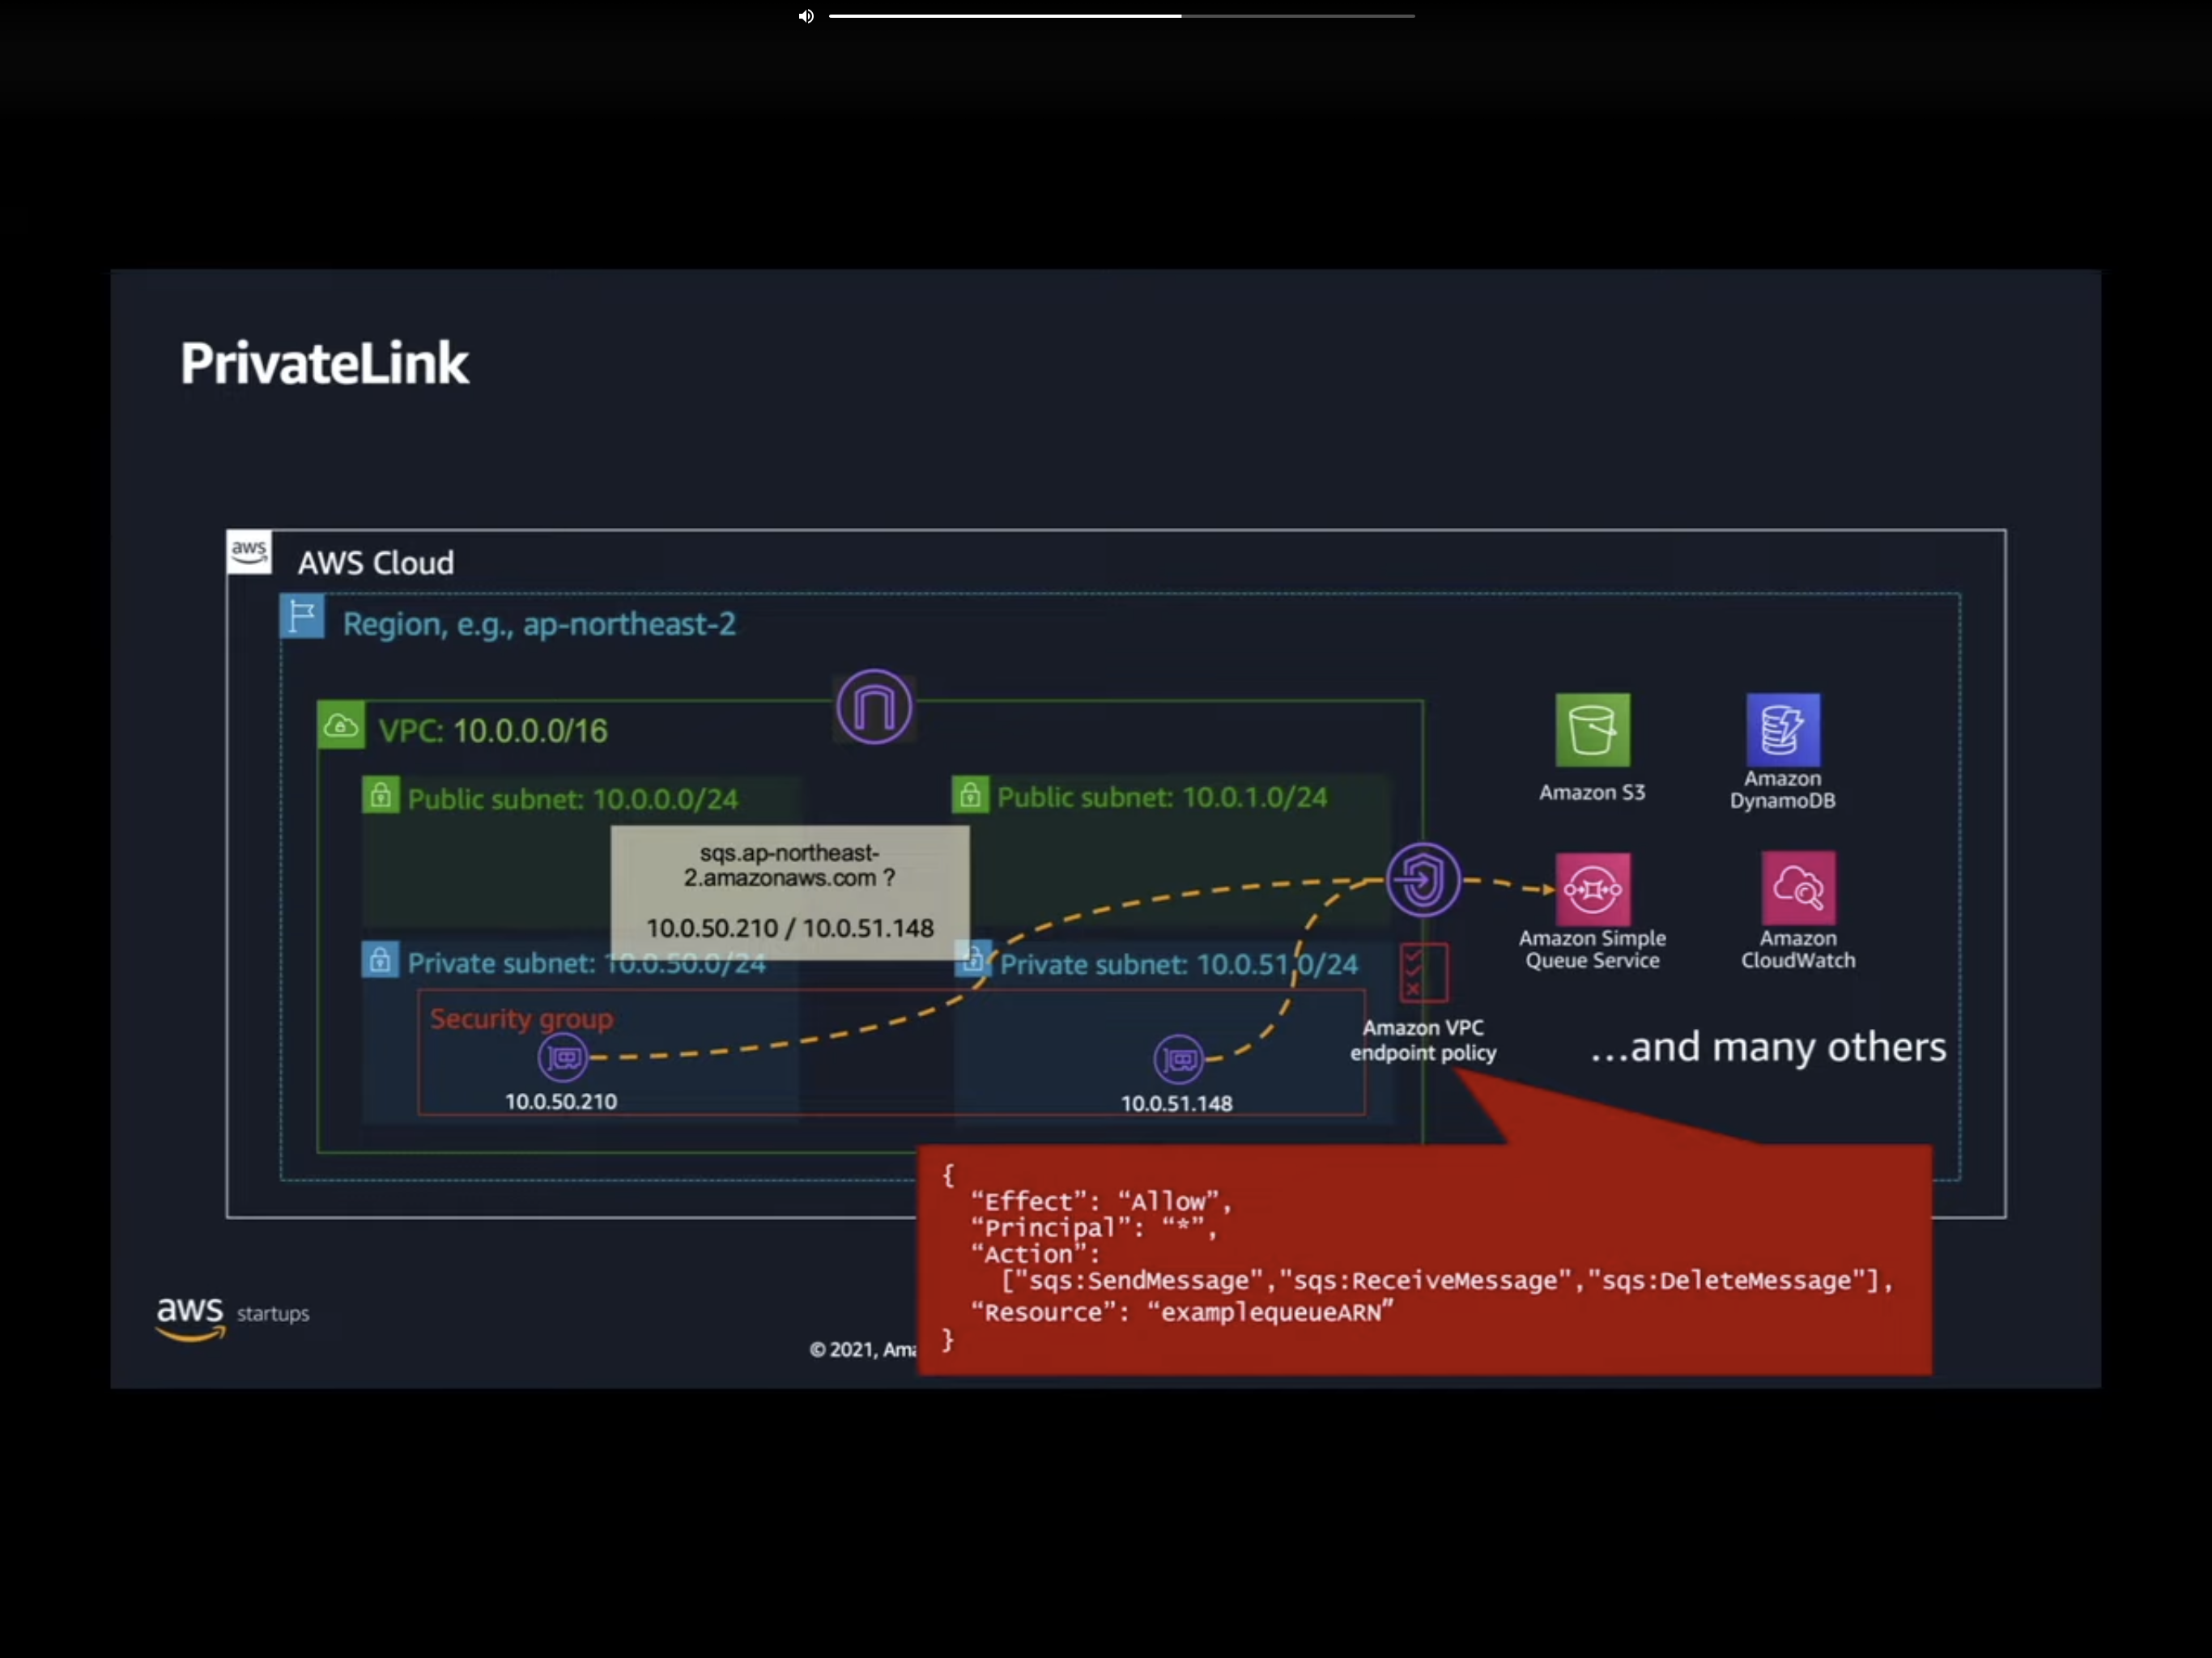 PrivateLink
aws
AWS Cloud
Region, e.g., ap-northeast-2
VPC: 10.0.0.0/16
Public subnet: 10.0.0.0/24
Public subnet: 10.0.1.0/24
sqs.ap-northeast-
2.amazonaws.com ?
10.0.50.210 / 10.0.51.148
Private subnet: 10.0.50.0/24
Private subnet: 10.0.51.0/24
Security group
10.0.50.210
10.0.51.148
Amazon S3
Amazon
DynamoDB
Amazon Simple
Queue Service
Amazon
CloudWatch
Amazon VPC
endpoint policy
...and many others
{
“Effect”: “Allow”,
“Principal”: “*”,
“Action”:
["sqs:SendMessage","sqs:ReceiveMessage","sqs:DeleteMessage"],
“Resource”: “examplequeueARN”
}
aws startups
© 2021, Ama